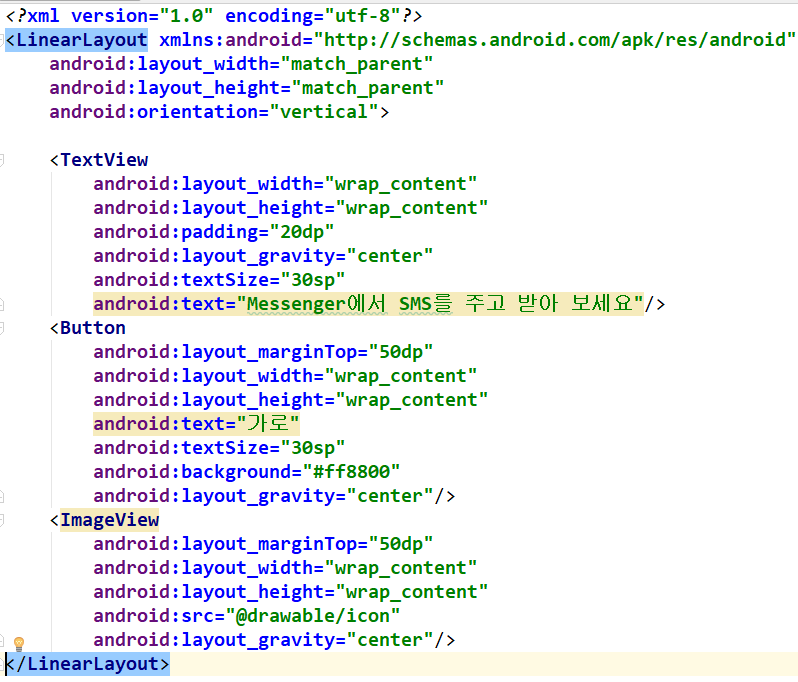 <?xml version="1.0" encoding="utf-8"?>
<LinearLayout xmlns:android="http://schemas.android.com/apk/res/android"
    android:layout_width="match_parent"
    android:layout_height="match_parent"
    android:orientation="vertical">

    <TextView
        android:layout_width="wrap_content"
        android:layout_height="wrap_content"
        android:padding="20dp"
        android:layout_gravity="center"
        android:textSize="30sp"
        android:text="Messenger에서 SMS를 주고 받아 보세요"/>
    <Button
        android:layout_marginTop="50dp"
        android:layout_width="wrap_content"
        android:layout_height="wrap_content"
        android:text="가로"
        android:textSize="30sp"
        android:background="#ff8800"
        android:layout_gravity="center"/>
    <ImageView
        android:layout_marginTop="50dp"
        android:layout_width="wrap_content"
        android:layout_height="wrap_content"
        android:src="@drawable/icon"
        android:layout_gravity="center"/>
</LinearLayout>